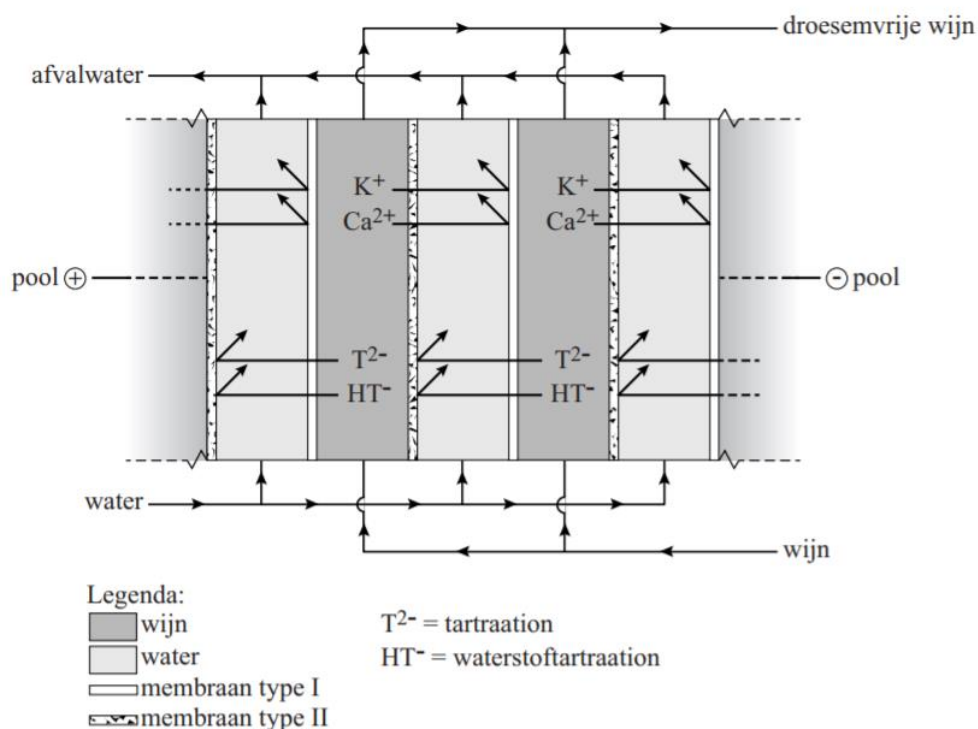 droesemvrije wijn
afvalwater
K⁺ K⁺
Ca²⁺ Ca²⁺
pool ⊕ ⊖ pool
T²⁻ T²⁻
HT⁻ HT⁻
water
wijn
Legenda:
wijn T²⁻ = tartraation
water HT⁻ = waterstoftartraation
membraan type I
membraan type II